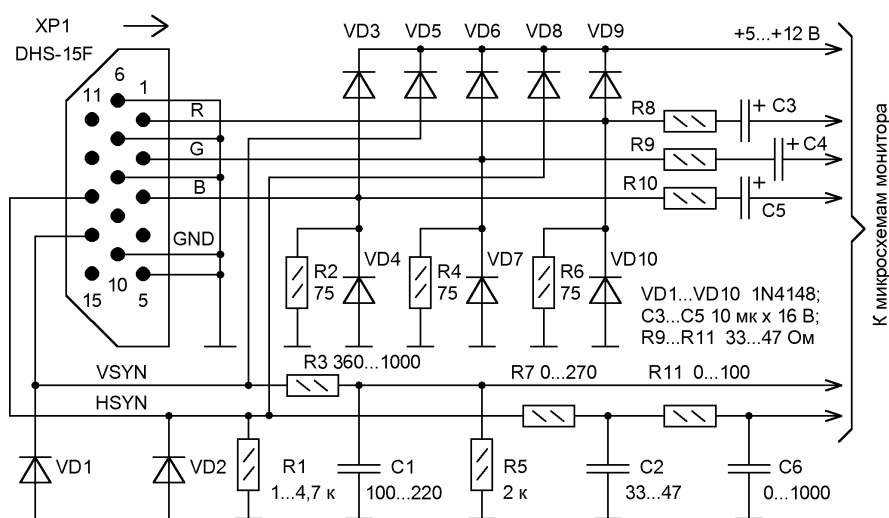 XP1
DHS-15F
VD3 VD5 VD6 VD8 VD9
+5...+12 В
6
1
11
R
G
B
GND
10
15
5
R8
+ C3
R9
+ C4
R10
+
C5
К микросхемам монитора
R2
75
VD4
R4
75
VD7
R6
75
VD10
VD1...VD10 1N4148;
C3...C5 10 мк x 16 В;
R9...R11 33...47 Ом
VSYN
R3 360...1000
HSYN
R7 0...270
R11 0...100
VD1
VD2
R1
1...4,7 к
C1
100...220
R5
2 к
C2
33...47
C6
0...1000